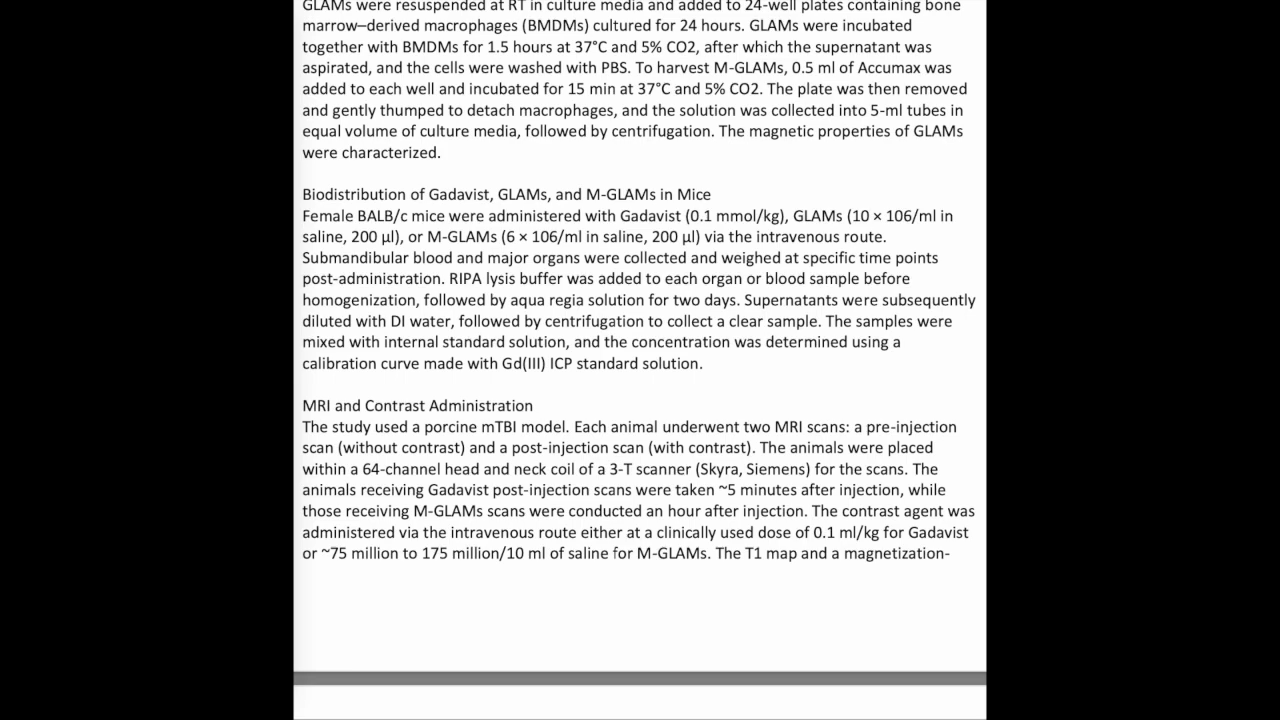 GLAMs were resuspended at RT in culture media and added to 24-well plates containing bone
marrow–derived macrophages (BMDMs) cultured for 24 hours. GLAMs were incubated
together with BMDMs for 1.5 hours at 37°C and 5% CO2, after which the supernatant was
aspirated, and the cells were washed with PBS. To harvest M-GLAMs, 0.5 ml of Accumax was
added to each well and incubated for 15 min at 37°C and 5% CO2. The plate was then removed
and gently thumped to detach macrophages, and the solution was collected into 5-ml tubes in
equal volume of culture media, followed by centrifugation. The magnetic properties of GLAMs
were characterized.
Biodistribution of Gadavist, GLAMs, and M-GLAMs in Mice
Female BALB/c mice were administered with Gadavist (0.1 mmol/kg), GLAMs (10 × 106/ml in
saline, 200 μl), or M-GLAMs (6 × 106/ml in saline, 200 μl) via the intravenous route.
Submandibular blood and major organs were collected and weighed at specific time points
post-administration. RIPA lysis buffer was added to each organ or blood sample before
homogenization, followed by aqua regia solution for two days. Supernatants were subsequently
diluted with DI water, followed by centrifugation to collect a clear sample. The samples were
mixed with internal standard solution, and the concentration was determined using a
calibration curve made with Gd(III) ICP standard solution.
MRI and Contrast Administration
The study used a porcine mTBI model. Each animal underwent two MRI scans: a pre-injection
scan (without contrast) and a post-injection scan (with contrast). The animals were placed
within a 64-channel head and neck coil of a 3-T scanner (Skyra, Siemens) for the scans. The
animals receiving Gadavist post-injection scans were taken ~5 minutes after injection, while
those receiving M-GLAMs scans were conducted an hour after injection. The contrast agent was
administered via the intravenous route either at a clinically used dose of 0.1 ml/kg for Gadavist
or ~75 million to 175 million/10 ml of saline for M-GLAMs. The T1 map and a magnetization-